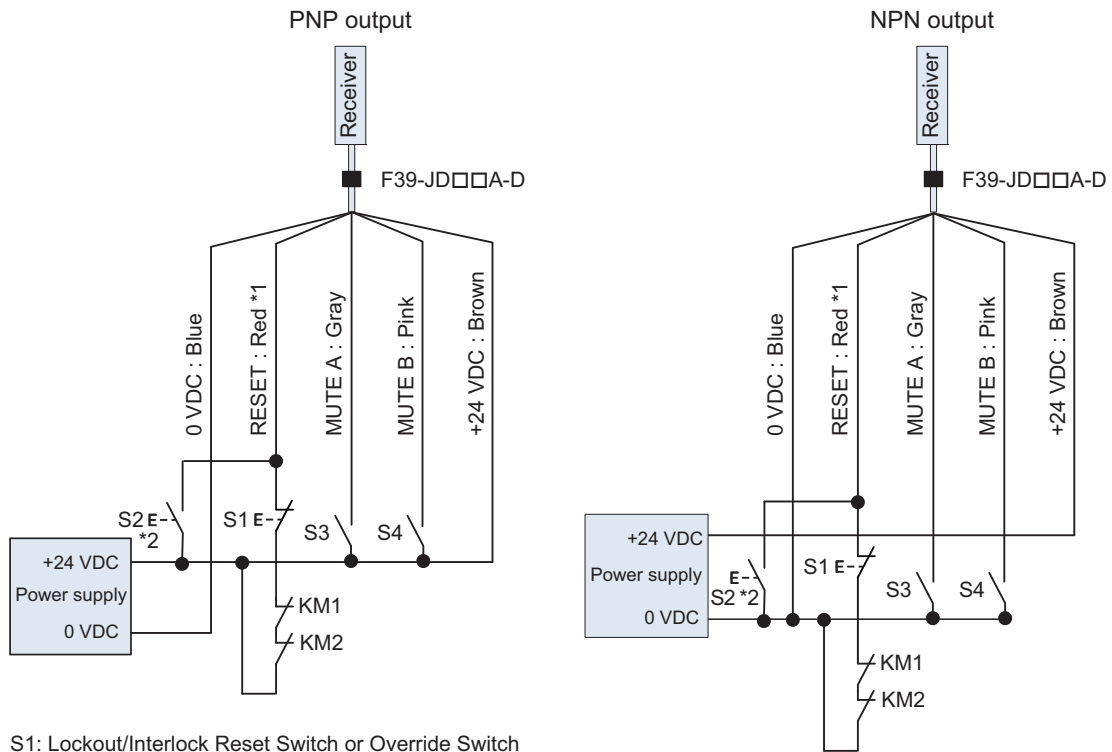 PNP output
Receiver
F39-JD□□A-D
0 VDC : Blue
RESET : Red *1
MUTE A : Gray
MUTE B : Pink
+24 VDC : Brown
S2 E
*2
S1 E
S3
S4
+24 VDC
Power supply
0 VDC
KM1
KM2
NPN output
Receiver
F39-JD□□A-D
0 VDC : Blue
RESET : Red *1
MUTE A : Gray
MUTE B : Pink
+24 VDC : Brown
+24 VDC
Power supply
0 VDC
S1 E
E
S2 *2
S3
S4
KM1
KM2
S1: Lockout/Interlock Reset Switch or Override Switch